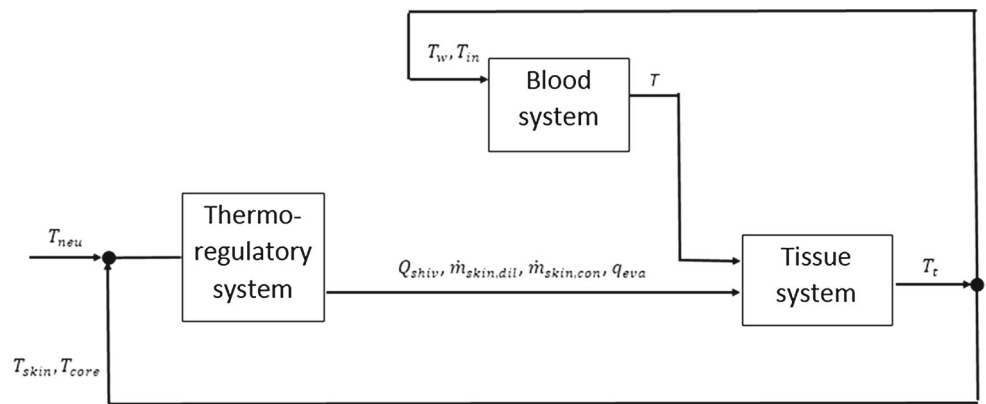 T_w, T_in
Blood
system
T
Thermo-
regulatory
system
T_neu
Q_shiv, ṁ_skin,dil, ṁ_skin,con, q_eva
Tissue
system
T_t
T_skin, T_core